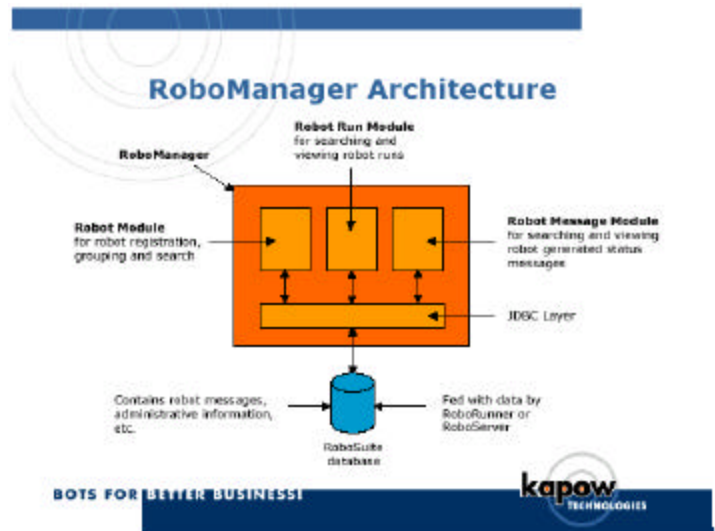 RoboManager Architecture
Robot Run Module
for searching and
viewing robot runs
RoboManager
Robot Module
for robot registration,
grouping and search
Robot Message Module
for searching and viewing
robot generated status
messages
JDBC Layer
Contains robot messages,
administrative information,
etc.
Fed with data by
RoboRunner or
RoboServer
RoboSuite
database
BOTS FOR BETTER BUSINESS!
kapow
TECHNOLOGIES